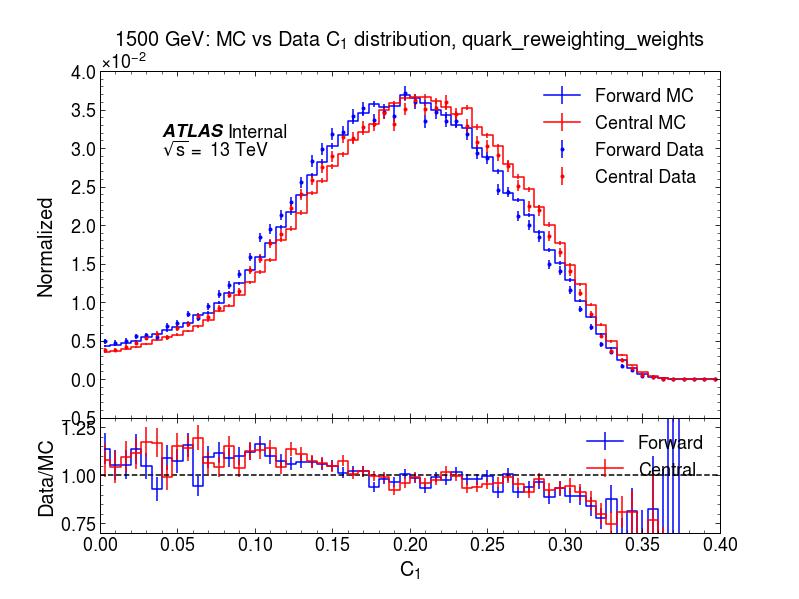 1500 GeV: MC vs Data C₁ distribution, quark_reweighting_weights
×10⁻²
4.0
3.5
3.0
2.5
2.0
1.5
1.0
0.5
0.0
0.5
Normalized
ATLAS Internal
√s = 13 TeV
Forward MC
Central MC
Forward Data
Central Data
1.25
1.00
0.75
Data/MC
Forward
Central
0.00 0.05 0.10 0.15 0.20 0.25 0.30 0.35 0.40
C₁